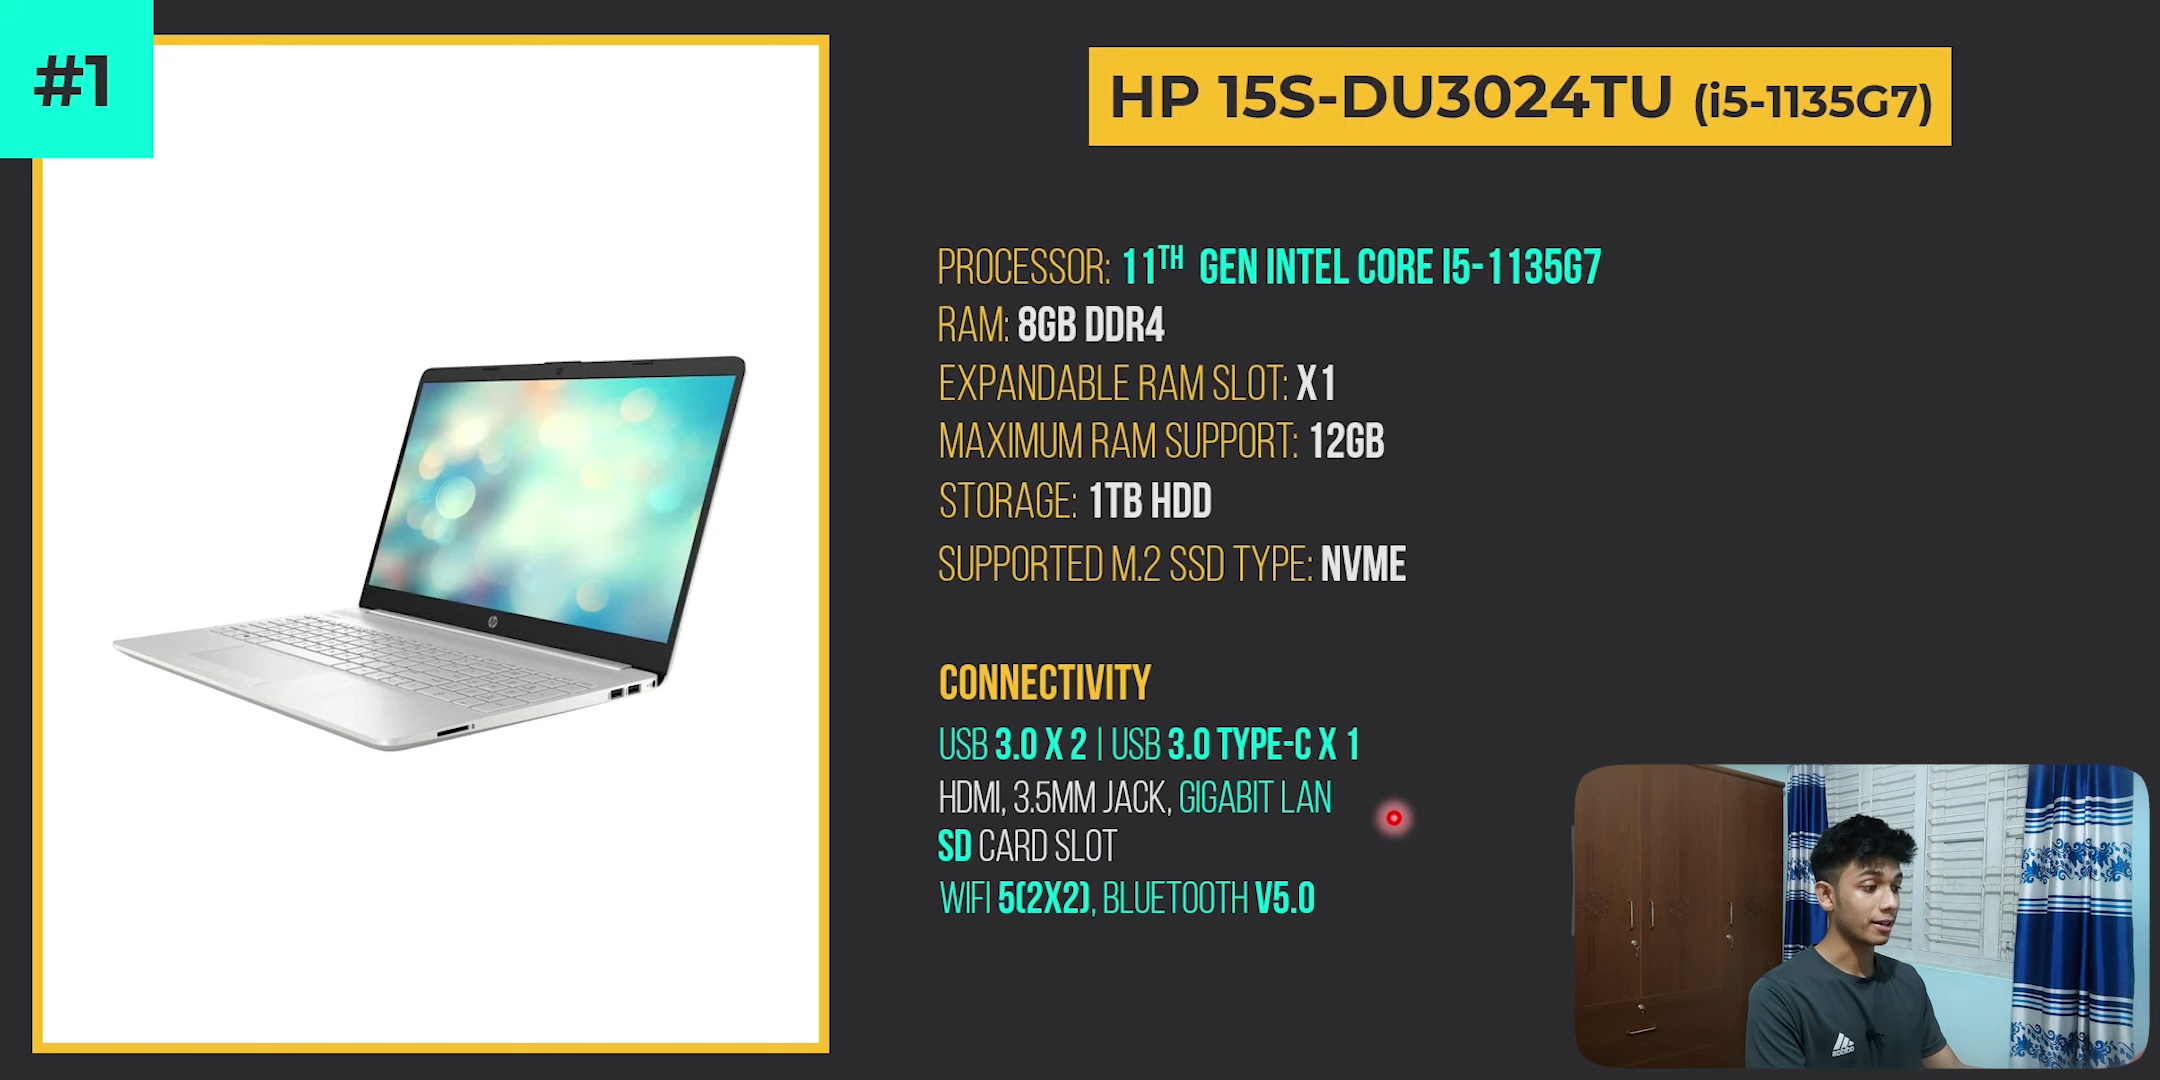 #1
HP 15S-DU3024TU (i5-1135G7)
PROCESSOR: 11TH GEN INTEL CORE I5-1135G7
RAM: 8GB DDR4
EXPANDABLE RAM SLOT: X1
MAXIMUM RAM SUPPORT: 12GB
STORAGE: 1TB HDD
SUPPORTED M.2 SSD TYPE: NVME
CONNECTIVITY
USB 3.0 X 2 | USB 3.0 TYPE-C X 1
HDMI, 3.5MM JACK, GIGABIT LAN
SD CARD SLOT
WIFI 5(2X2), BLUETOOTH V5.0
hp